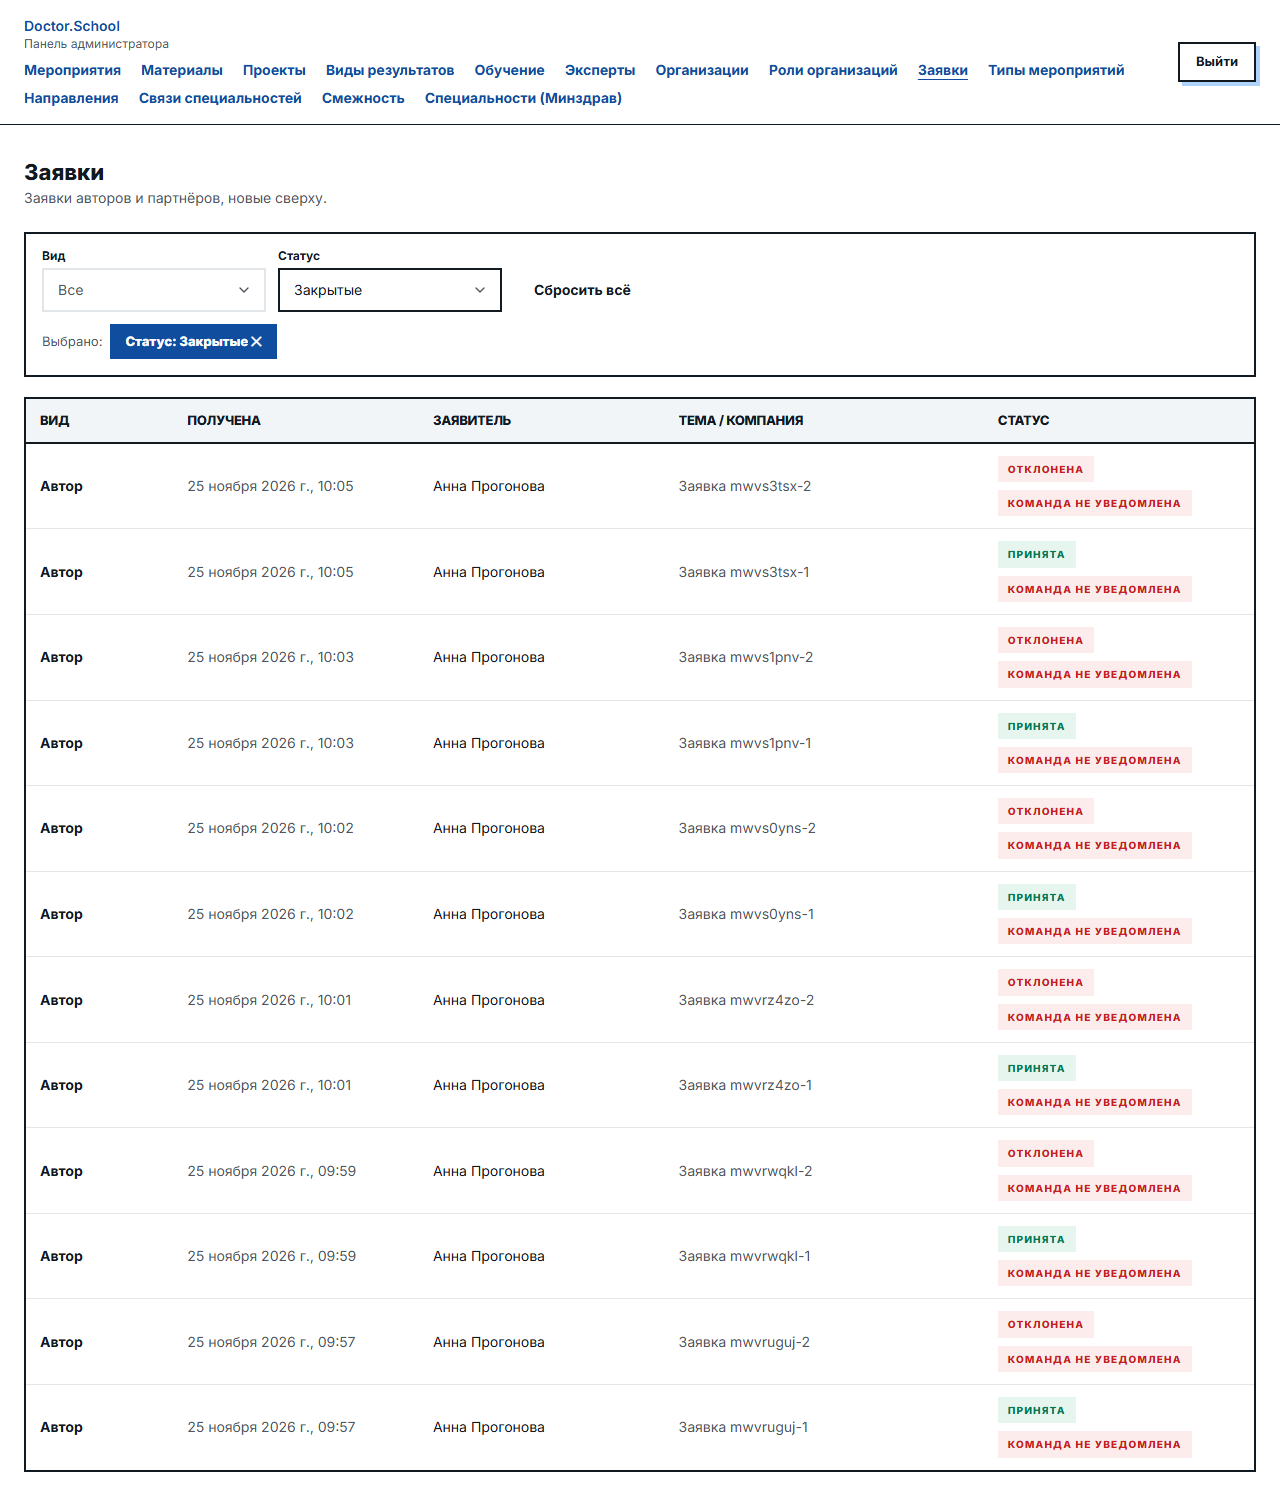 Doctor.School
Панель администратора
Мероприятия Материалы Проекты Виды результатов Обучение Эксперты Организации Роли организаций Заявки Типы мероприятий
Направления Связи специальностей Смежность Специальности (Минздрав)
Выйти
Заявки
Заявки авторов и партнёров, новые сверху.
Вид Статус
Все Закрытые Сбросить всё
Выбрано: Статус: Закрытые ✕
ВИД ПОЛУЧЕНА ЗАЯВИТЕЛЬ ТЕМА / КОМПАНИЯ СТАТУС
Автор 25 ноября 2026 г., 10:05 Анна Прогонова Заявка mwvs3tsx-2 ОТКЛОНЕНА
КОМАНДА НЕ УВЕДОМЛЕНА
Автор 25 ноября 2026 г., 10:05 Анна Прогонова Заявка mwvs3tsx-1 ПРИНЯТА
КОМАНДА НЕ УВЕДОМЛЕНА
Автор 25 ноября 2026 г., 10:03 Анна Прогонова Заявка mwvs1pnv-2 ОТКЛОНЕНА
КОМАНДА НЕ УВЕДОМЛЕНА
Автор 25 ноября 2026 г., 10:03 Анна Прогонова Заявка mwvs1pnv-1 ПРИНЯТА
КОМАНДА НЕ УВЕДОМЛЕНА
Автор 25 ноября 2026 г., 10:02 Анна Прогонова Заявка mwvs0yns-2 ОТКЛОНЕНА
КОМАНДА НЕ УВЕДОМЛЕНА
Автор 25 ноября 2026 г., 10:02 Анна Прогонова Заявка mwvs0yns-1 ПРИНЯТА
КОМАНДА НЕ УВЕДОМЛЕНА
Автор 25 ноября 2026 г., 10:01 Анна Прогонова Заявка mwvrz4zo-2 ОТКЛОНЕНА
КОМАНДА НЕ УВЕДОМЛЕНА
Автор 25 ноября 2026 г., 10:01 Анна Прогонова Заявка mwvrz4zo-1 ПРИНЯТА
КОМАНДА НЕ УВЕДОМЛЕНА
Автор 25 ноября 2026 г., 09:59 Анна Прогонова Заявка mwvrwqkl-2 ОТКЛОНЕНА
КОМАНДА НЕ УВЕДОМЛЕНА
Автор 25 ноября 2026 г., 09:59 Анна Прогонова Заявка mwvrwqkl-1 ПРИНЯТА
КОМАНДА НЕ УВЕДОМЛЕНА
Автор 25 ноября 2026 г., 09:57 Анна Прогонова Заявка mwvruguj-2 ОТКЛОНЕНА
КОМАНДА НЕ УВЕДОМЛЕНА
Автор 25 ноября 2026 г., 09:57 Анна Прогонова Заявка mwvruguj-1 ПРИНЯТА
КОМАНДА НЕ УВЕДОМЛЕНА